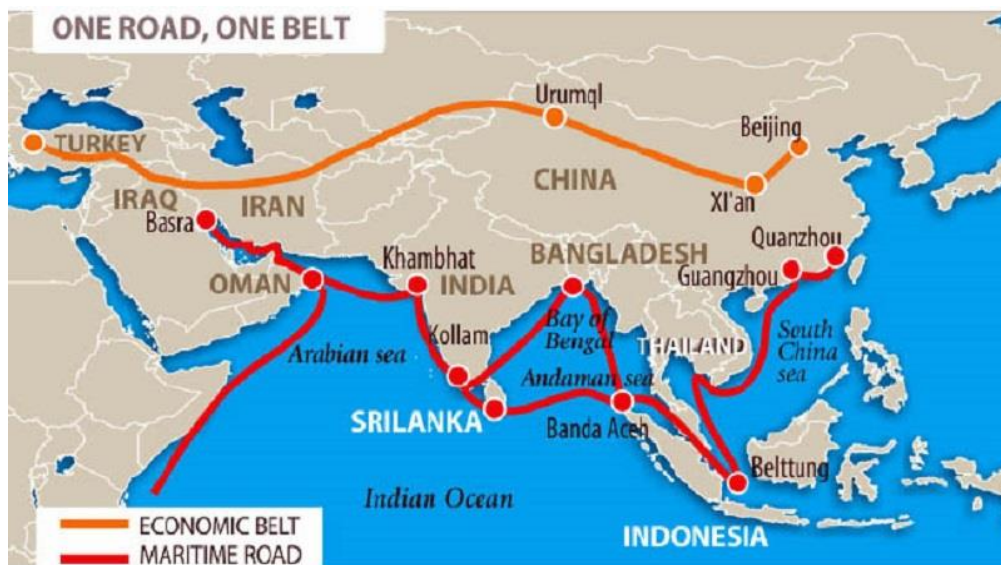 ONE ROAD, ONE BELT
Urumql
Beijing
TURKEY
CHINA
XI'an
IRAQ
IRAN
Basra
Quanzhou
Khambhat
BANGLADESH
Guangzhou
OMAN
INDIA
Kollam
Bay of
Bengal
THAILAND
South
China
sea
Arabian sea
Andaman sea
SRILANKA
Banda Aceh
Belttung
Indian Ocean
INDONESIA
ECONOMIC BELT
MARITIME ROAD